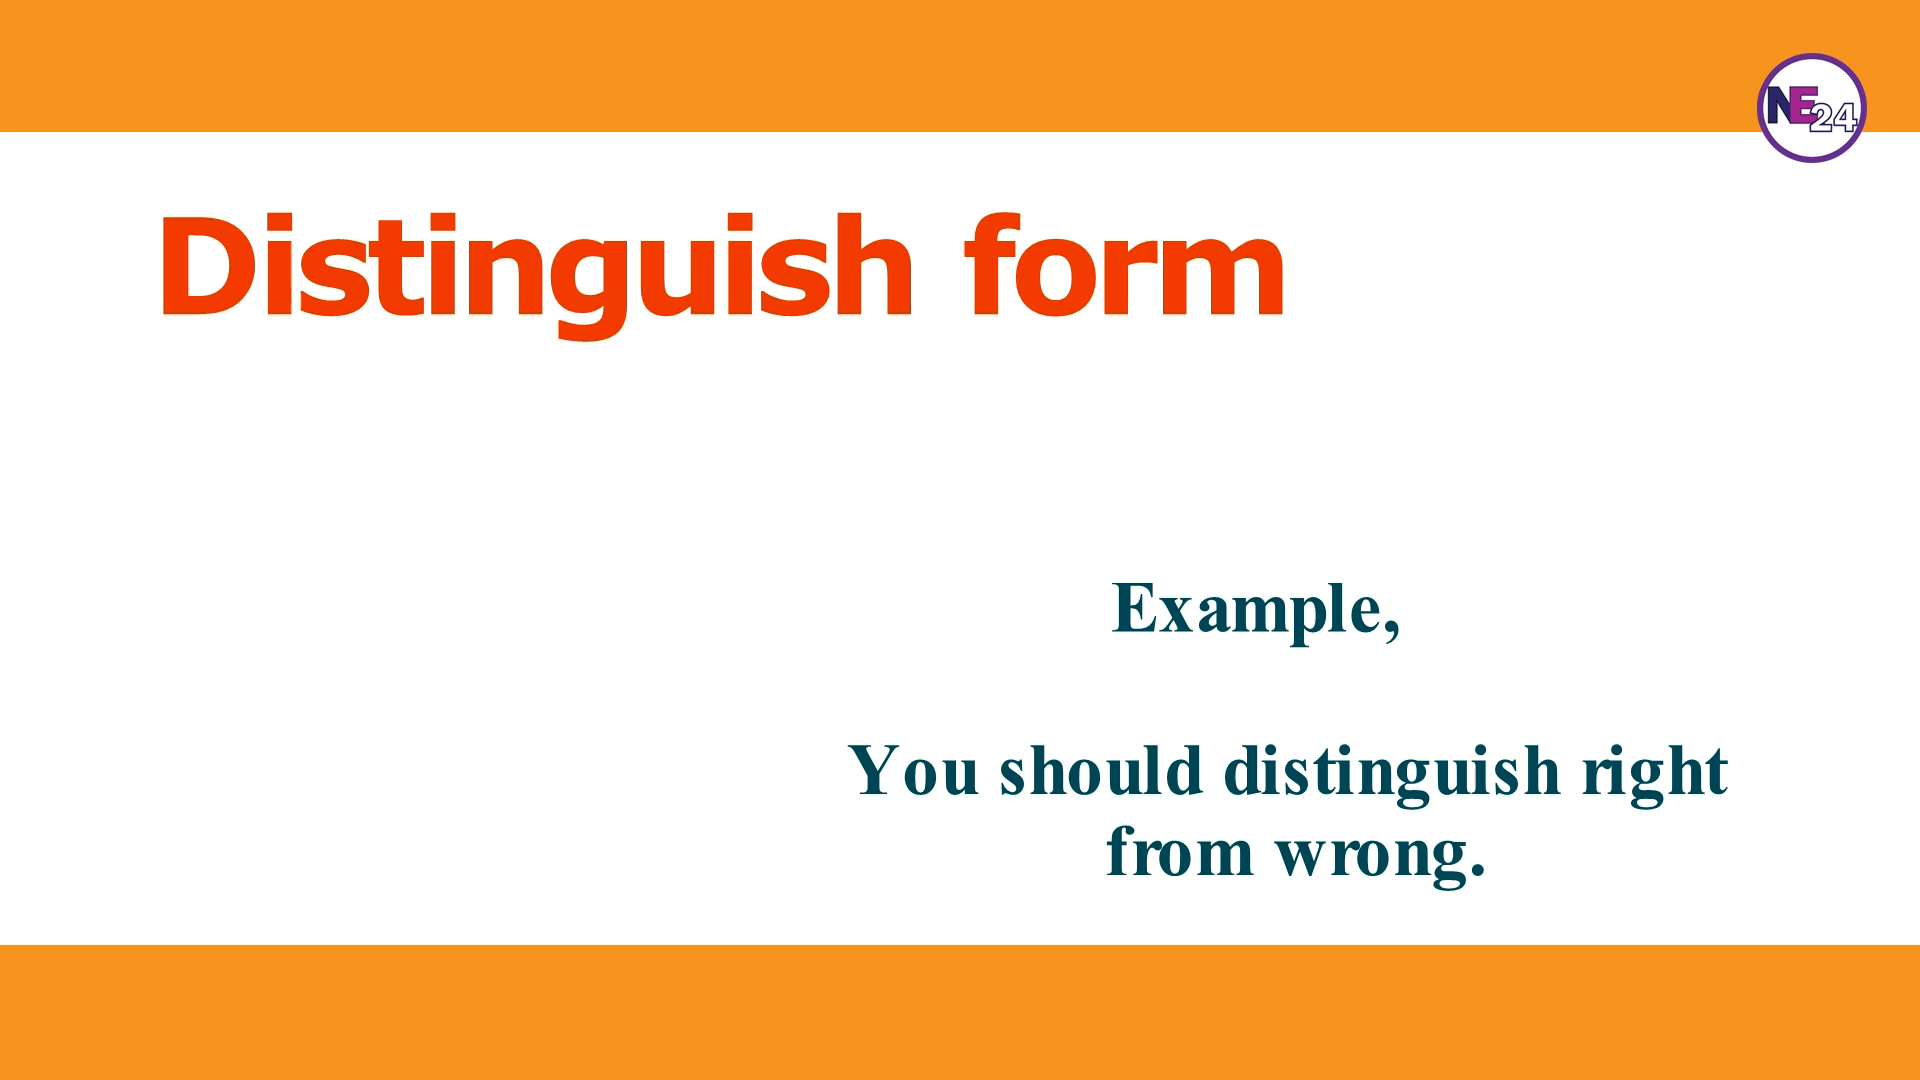 NE24
Distinguish form
Example,
You should distinguish right
from wrong.